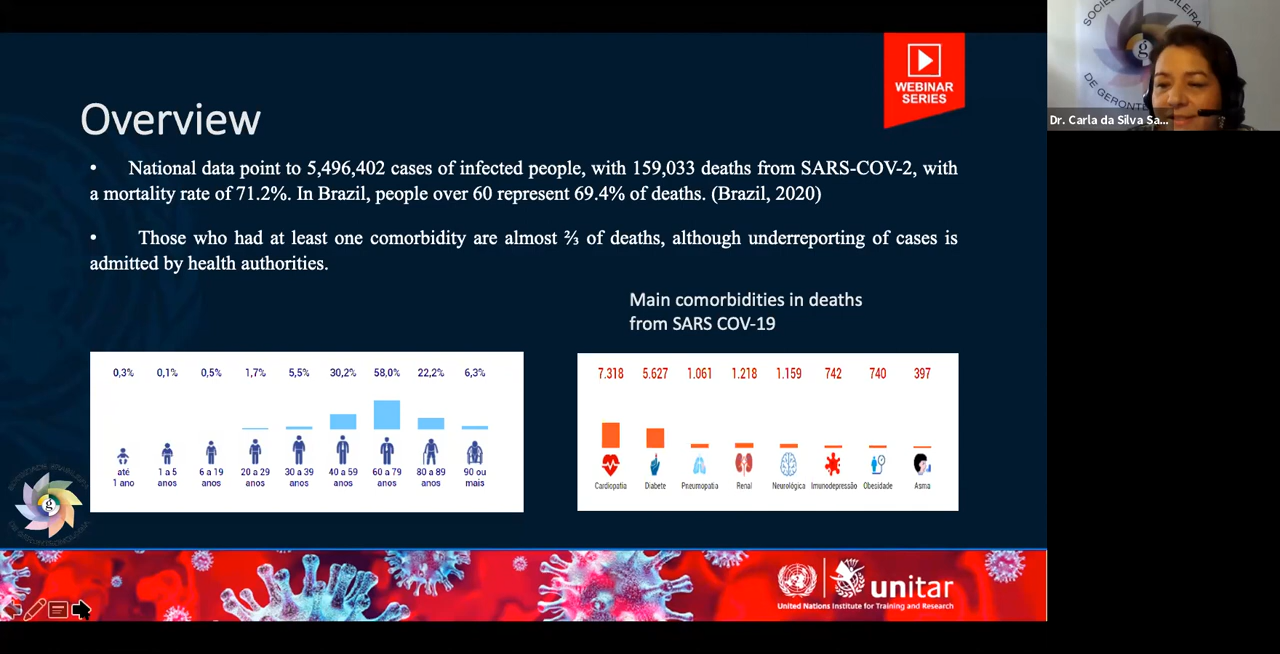 WEBINAR
SERIES
Overview
• National data point to 5,496,402 cases of infected people, with 159,033 deaths from SARS-COV-2, with
a mortality rate of 71.2%. In Brazil, people over 60 represent 69.4% of deaths. (Brazil, 2020)
• Those who had at least one comorbidity are almost ⅔ of deaths, although underreporting of cases is
admitted by health authorities.
Main comorbidities in deaths
from SARS COV-19
0,3% 0,1% 0,5% 1,7% 5,5% 30,2% 58,0% 22,2% 6,3%
até 1 a 5 6 a 19 20 a 29 30 a 39 40 a 59 60 a 79 80 a 89 90 ou
1 ano anos anos anos anos anos anos anos mais
7.318 5.627 1.061 1.218 1.159 742 740 397
Cardiopatia Diabete Pneumopatia Renal Neurológica Imunodepressão Obesidade Asma
unitar
United Nations Institute for Training and Research
DE GERONT
Dr. Carla da Silva Sa...